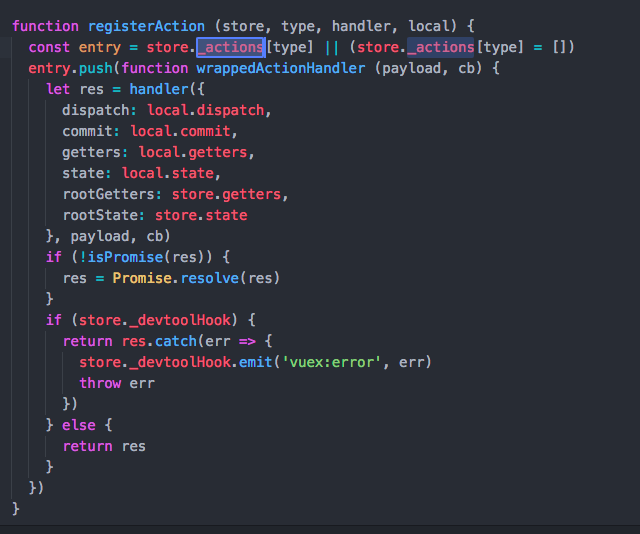 function registerAction (store, type, handler, local) {
  const entry = store._actions[type] || (store._actions[type] = [])
  entry.push(function wrappedActionHandler (payload, cb) {
    let res = handler({
      dispatch: local.dispatch,
      commit: local.commit,
      getters: local.getters,
      state: local.state,
      rootGetters: store.getters,
      rootState: store.state
    }, payload, cb)
    if (!isPromise(res)) {
      res = Promise.resolve(res)
    }
    if (store._devtoolHook) {
      return res.catch(err => {
        store._devtoolHook.emit('vuex:error', err)
        throw err
      })
    } else {
      return res
    }
  })
}